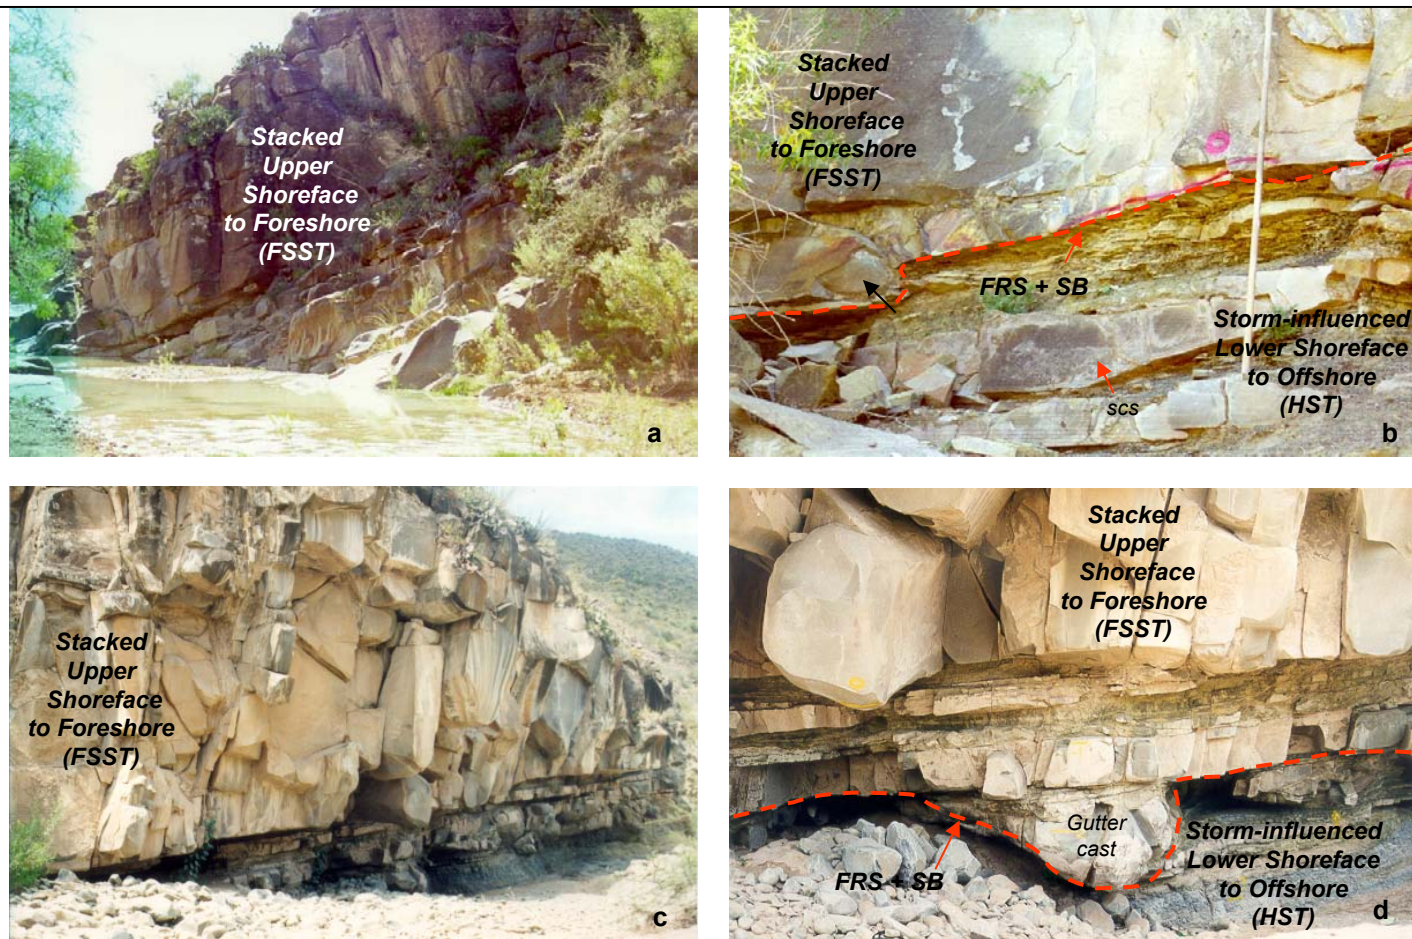 Stacked
Upper
Shoreface
to Foreshore
(FSST)
a
Stacked
Upper
Shoreface
to Foreshore
(FSST)
FRS + SB
Storm-influenced
Lower Shoreface
to Offshore
(HST)
scs
b
Stacked
Upper
Shoreface
to Foreshore
(FSST)
c
Stacked
Upper
Shoreface
to Foreshore
(FSST)
Gutter
cast
FRS + SB
Storm-influenced
Lower Shoreface
to Offshore
(HST)
d